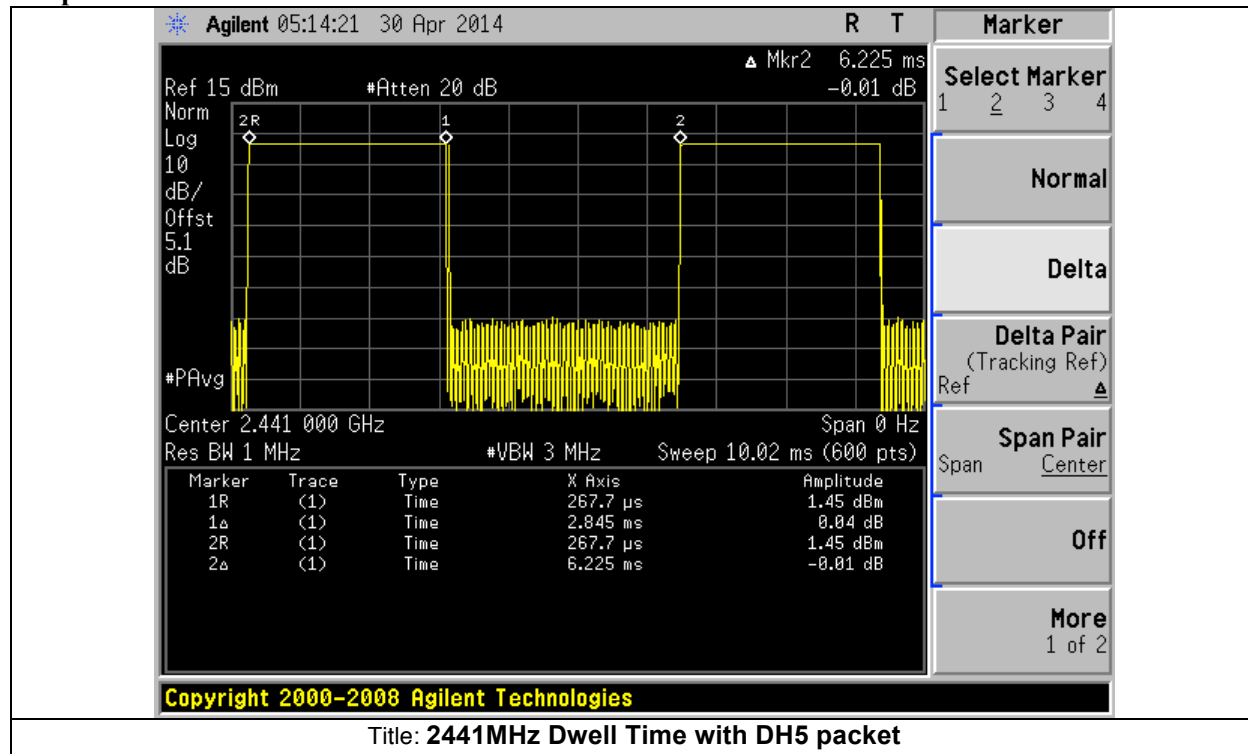 Agilent 05:14:21 30 Apr 2014 R T
▵ Mkr2 6.225 ms
Ref 15 dBm #Atten 20 dB -0.01 dB
Norm
Log
10
dB/
Offst
5.1
dB
#PAvg
2R 1 2
Center 2.441 000 GHz Span 0 Hz
Res BW 1 MHz #VBW 3 MHz Sweep 10.02 ms (600 pts)
Marker Trace Type X Axis Amplitude
1R (1) Time 267.7 µs 1.45 dBm
1▵ (1) Time 2.845 ms 0.04 dB
2R (1) Time 267.7 µs 1.45 dBm
2▵ (1) Time 6.225 ms -0.01 dB
Marker
Select Marker
1 2 3 4
Normal
Delta
Delta Pair
(Tracking Ref)
Ref ▵
Span Pair
Span Center
Off
More
1 of 2
Copyright 2000-2008 Agilent Technologies
Title: 2441MHz Dwell Time with DH5 packet